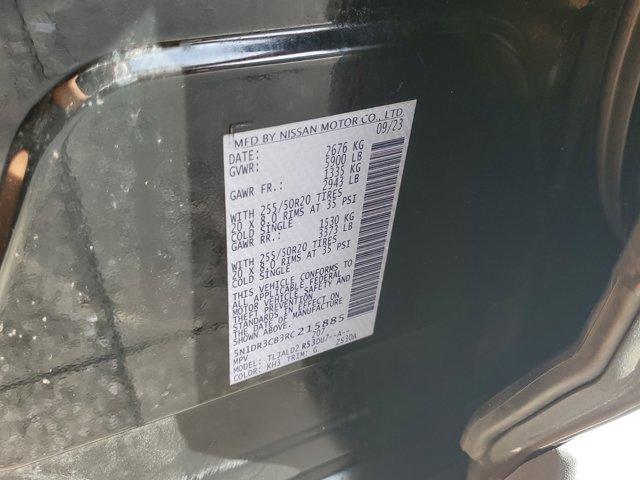 MFD BY NISSAN MOTOR CO., LTD.
DATE: 09/23
GVWR: 2676 KG
5900 LB
GAWR FR.: 1335 KG
2943 LB
WITH 255/50R20 TIRES
20 X 8.0 RIMS AT 35 PSI
COLD SINGLE
GAWR RR.: 1530 KG
3373 LB
WITH 255/50R20 TIRES
20 X 8.0 RIMS AT 35 PSI
COLD SINGLE
THIS VEHICLE CONFORMS TO
ALL APPLICABLE FEDERAL
MOTOR VEHICLE SAFETY AND
THEFT PREVENTION
STANDARDS IN EFFECT ON
THE DATE OF MANUFACTURE
SHOWN ABOVE.
5N1DR3CB3RC215885
MPV 707
MODEL: TLJALD2 R53DU7--A--
COLOR: KH3 TRIM: G ZS30A